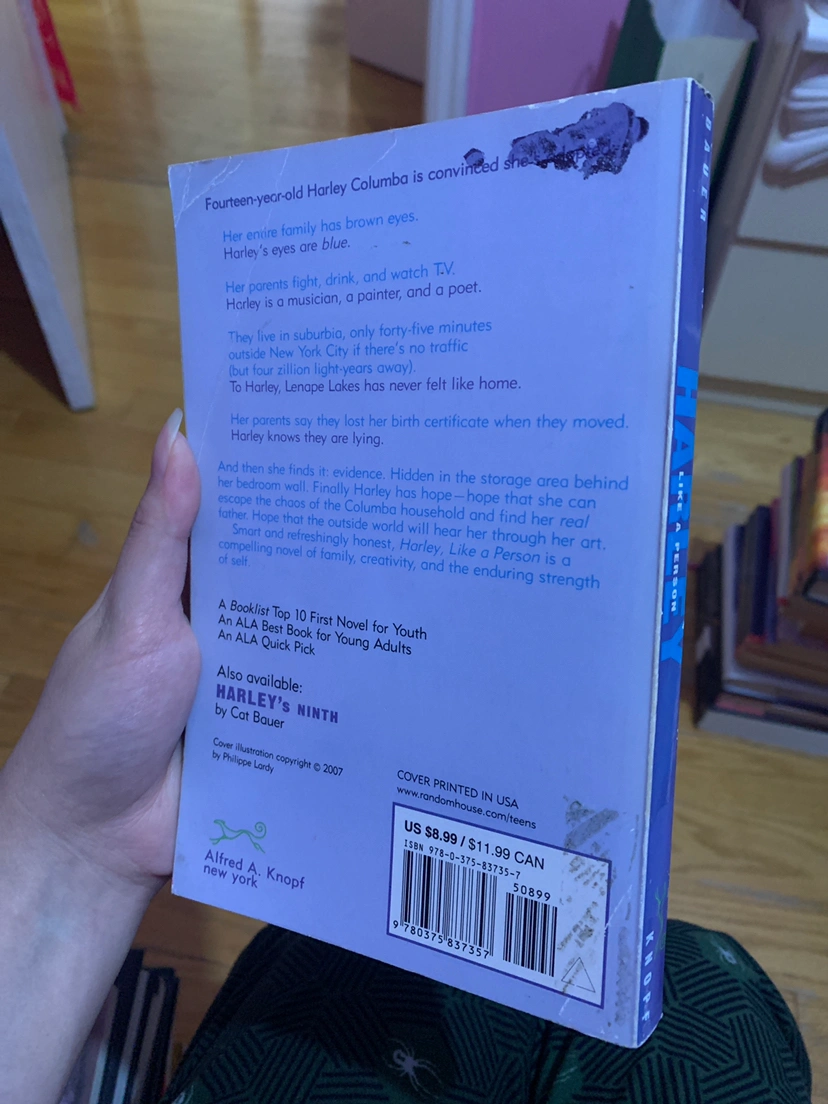 Fourteen-year-old Harley Columba is convinced she is adopted.
Her entire family has brown eyes.
Harley's eyes are blue.
Her parents fight, drink, and watch T.V.
Harley is a musician, a painter, and a poet.
They live in suburbia, only forty-five minutes
outside New York City if there's no traffic
(but four zillion light-years away).
To Harley, Lenape Lakes has never felt like home.
Her parents say they lost her birth certificate when they moved.
Harley knows they are lying.
And then she finds it: evidence. Hidden in the storage area behind
her bedroom wall. Finally Harley has hope—hope that she can
escape the chaos of the Columba household and find her real
father. Hope that the outside world will hear her through her art.
Smart and refreshingly honest, Harley, Like a Person is a
compelling novel of family, creativity, and the enduring strength
of self.
A Booklist Top 10 First Novel for Youth
An ALA Best Book for Young Adults
An ALA Quick Pick
Also available:
HARLEY's NINTH
by Cat Bauer
Cover illustration copyright © 2007
by Philippe Lardy
COVER PRINTED IN USA
www.randomhouse.com/teens
US $8.99 / $11.99 CAN
ISBN 978-0-375-83735-7
50899
9 780375 837357
Alfred A. Knopf
new york
BAUER
HARLEY
LIKE A PERSON
KNOPF